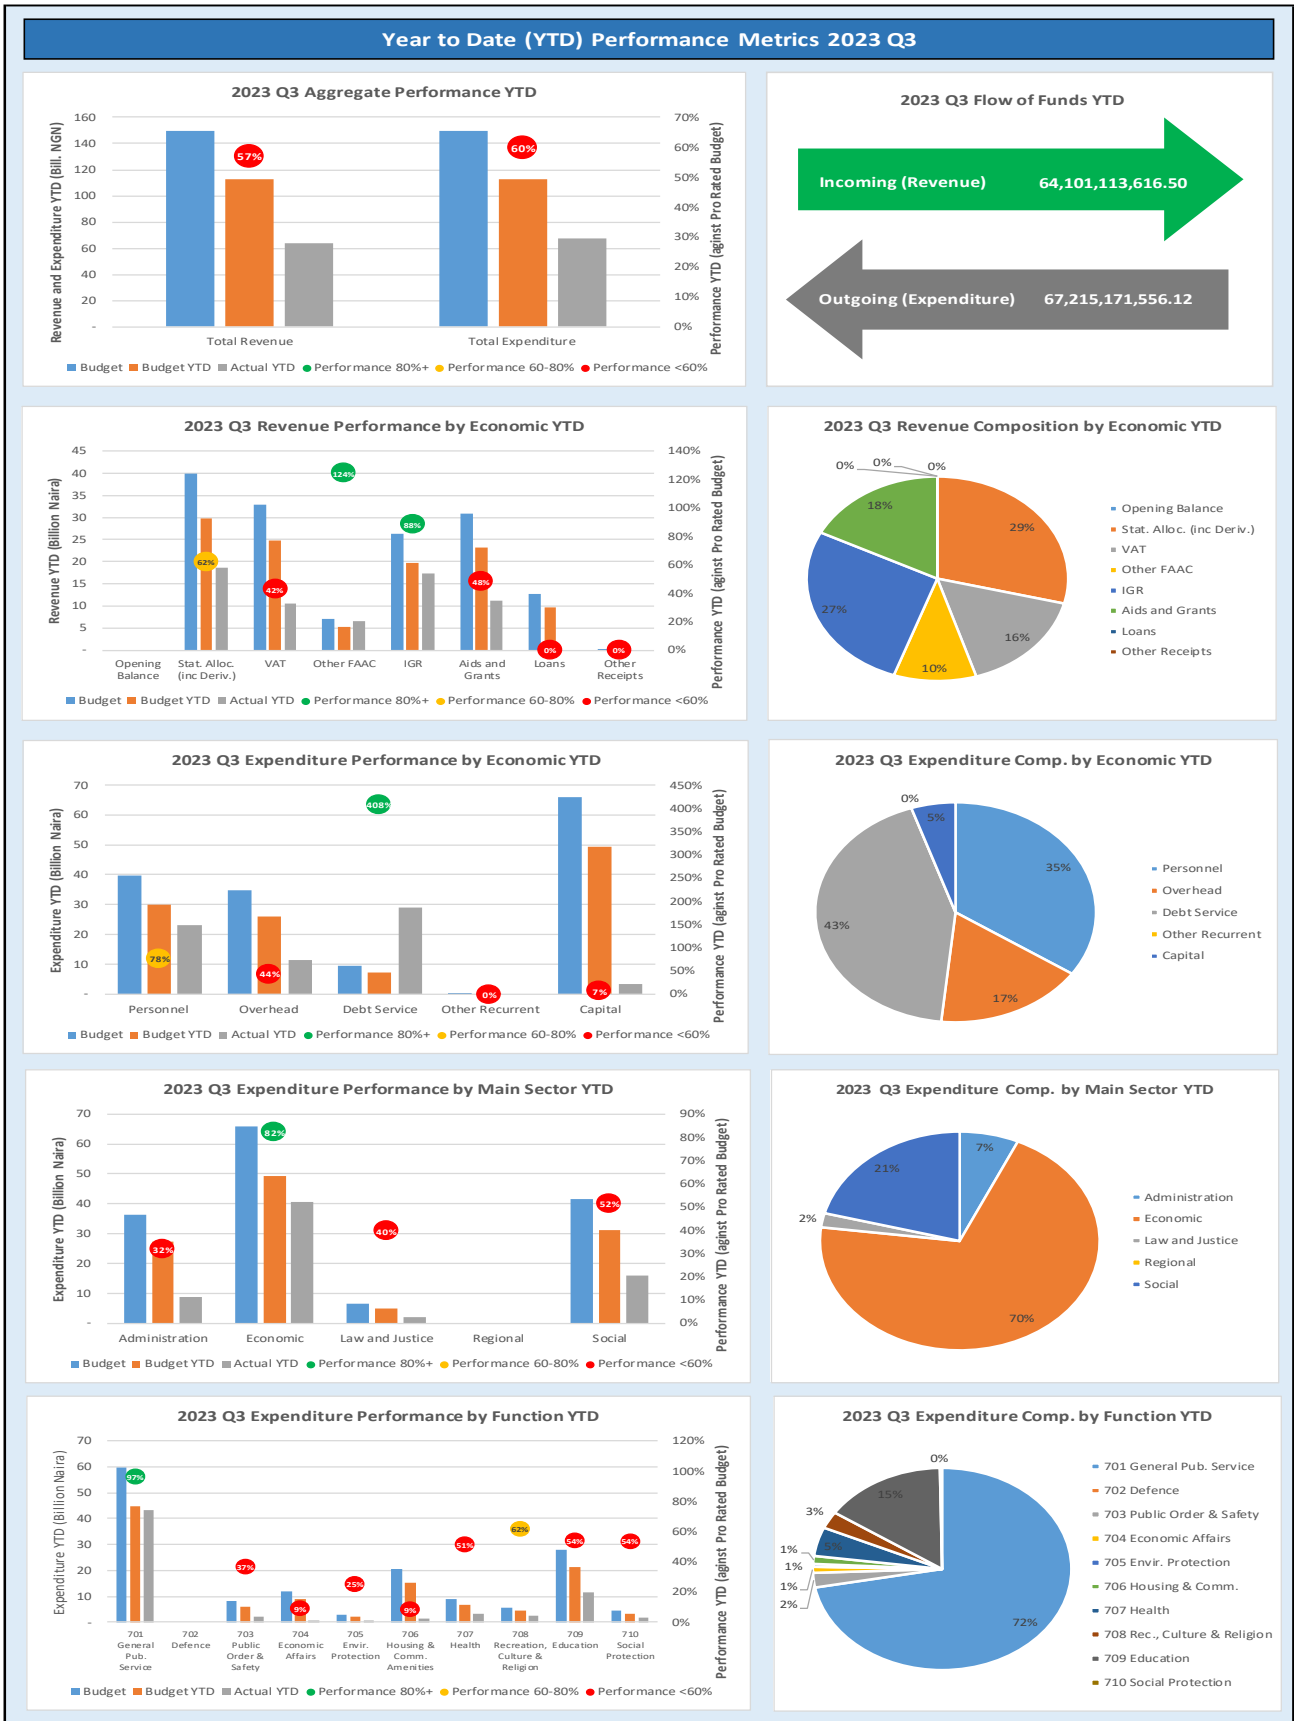 Year to Date (YTD) Performance Metrics 2023 Q3
2023 Q3 Aggregate Performance YTD
Revenue and Expenditure YTD (Bill. NGN)
160
140
120
100
80
60
40
20
-
57%
60%
70%
60%
50%
40%
30%
20%
10%
0%
Performance YTD (aginst Pro Rated Budget)
Total Revenue
Total Expenditure
Budget
Budget YTD
Actual YTD
Performance 80%+
Performance 60-80%
Performance <60%
2023 Q3 Flow of Funds YTD
Incoming (Revenue) 64,101,113,616.50
Outgoing (Expenditure) 67,215,171,556.12
2023 Q3 Revenue Performance by Economic YTD
Revenue YTD (Billion Naira)
45
40
35
30
25
20
15
10
5
-
62%
42%
124%
88%
48%
0%
0%
140%
120%
100%
80%
60%
40%
20%
0%
Performance YTD (aginst Pro Rated Budget)
Opening
Balance
Stat. Alloc.
(inc Deriv.)
VAT
Other FAAC
IGR
Aids and
Grants
Loans
Other
Receipts
Budget
Budget YTD
Actual YTD
Performance 80%+
Performance 60-80%
Performance <60%
2023 Q3 Revenue Composition by Economic YTD
0%
0%
0%
18%
29%
27%
16%
10%
Opening Balance
Stat. Alloc. (inc Deriv.)
VAT
Other FAAC
IGR
Aids and Grants
Loans
Other Receipts
2023 Q3 Expenditure Performance by Economic YTD
Expenditure YTD (Billion Naira)
70
60
50
40
30
20
10
-
78%
44%
408%
0%
7%
450%
400%
350%
300%
250%
200%
150%
100%
50%
0%
Performance YTD (aginst Pro Rated Budget)
Personnel
Overhead
Debt Service
Other Recurrent
Capital
Budget
Budget YTD
Actual YTD
Performance 80%+
Performance 60-80%
Performance <60%
2023 Q3 Expenditure Comp. by Economic YTD
0%
5%
35%
43%
17%
Personnel
Overhead
Debt Service
Other Recurrent
Capital
2023 Q3 Expenditure Performance by Main Sector YTD
Expenditure YTD (Billion Naira)
70
60
50
40
30
20
10
-
32%
82%
40%
52%
90%
80%
70%
60%
50%
40%
30%
20%
10%
0%
Performance YTD (aginst Pro Rated Budget)
Administration
Economic
Law and Justice
Regional
Social
Budget
Budget YTD
Actual YTD
Performance 80%+
Performance 60-80%
Performance <60%
2023 Q3 Expenditure Comp. by Main Sector YTD
7%
21%
2%
70%
Administration
Economic
Law and Justice
Regional
Social
2023 Q3 Expenditure Performance by Function YTD
Expenditure YTD (Billlion Naira)
70
60
50
40
30
20
10
-
97%
37%
9%
25%
9%
51%
62%
54%
54%
120%
100%
80%
60%
40%
20%
0%
Performance YTD (aginst Pro Rated Budget)
701
General
Pub.
Service
702
Defence
703
Public
Order &
Safety
704
Economic
Affairs
705
Envir.
Protection
706
Housing &
Comm.
Amenities
707
Health
708
Recreation,
Culture &
Religion
709
Education
710
Social
Protection
Budget
Budget YTD
Actual YTD
Performance 80%+
Performance 60-80%
Performance <60%
2023 Q3 Expenditure Comp. by Function YTD
0%
15%
3%
5%
1%
1%
1%
2%
72%
701 General Pub. Service
702 Defence
703 Public Order & Safety
704 Economic Affairs
705 Envir. Protection
706 Housing & Comm.
707 Health
708 Rec., Culture & Religion
709 Education
710 Social Protection